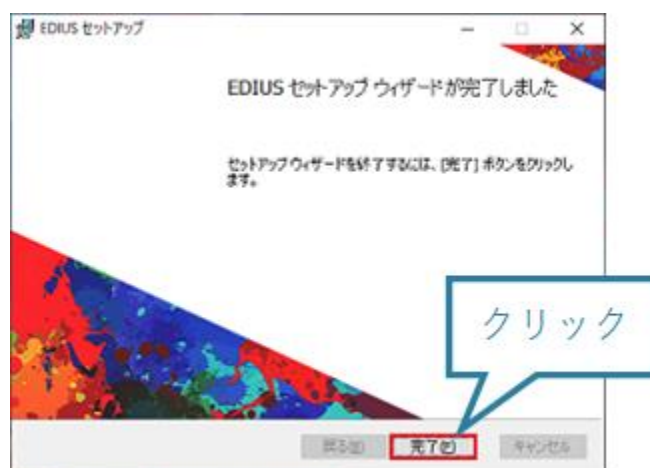 EDIUS セットアップ
EDIUS セットアップ ウィザードが完了しました
セットアップ ウィザードを終了するには、[完了] ボタンをクリックし
ます。
クリック
戻る(B)
完了(F)
キャンセル